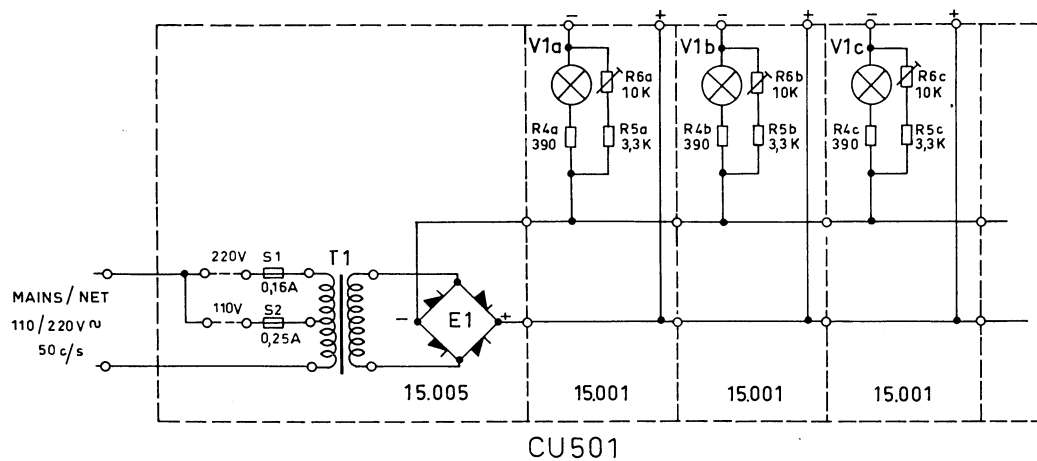 - + - + - +
V1a V1b V1c
R6a R6b R6c
10K 10K 10K
R4a R5a R4b R5b R4c R5c
390 3,3K 390 3,3K 390 3,3K
220V S1 T1
0,16A
MAINS/NET
110V S2
110/220V~
0,25A
50 c/s
- E1 +
15.005 15.001 15.001 15.001
CU501